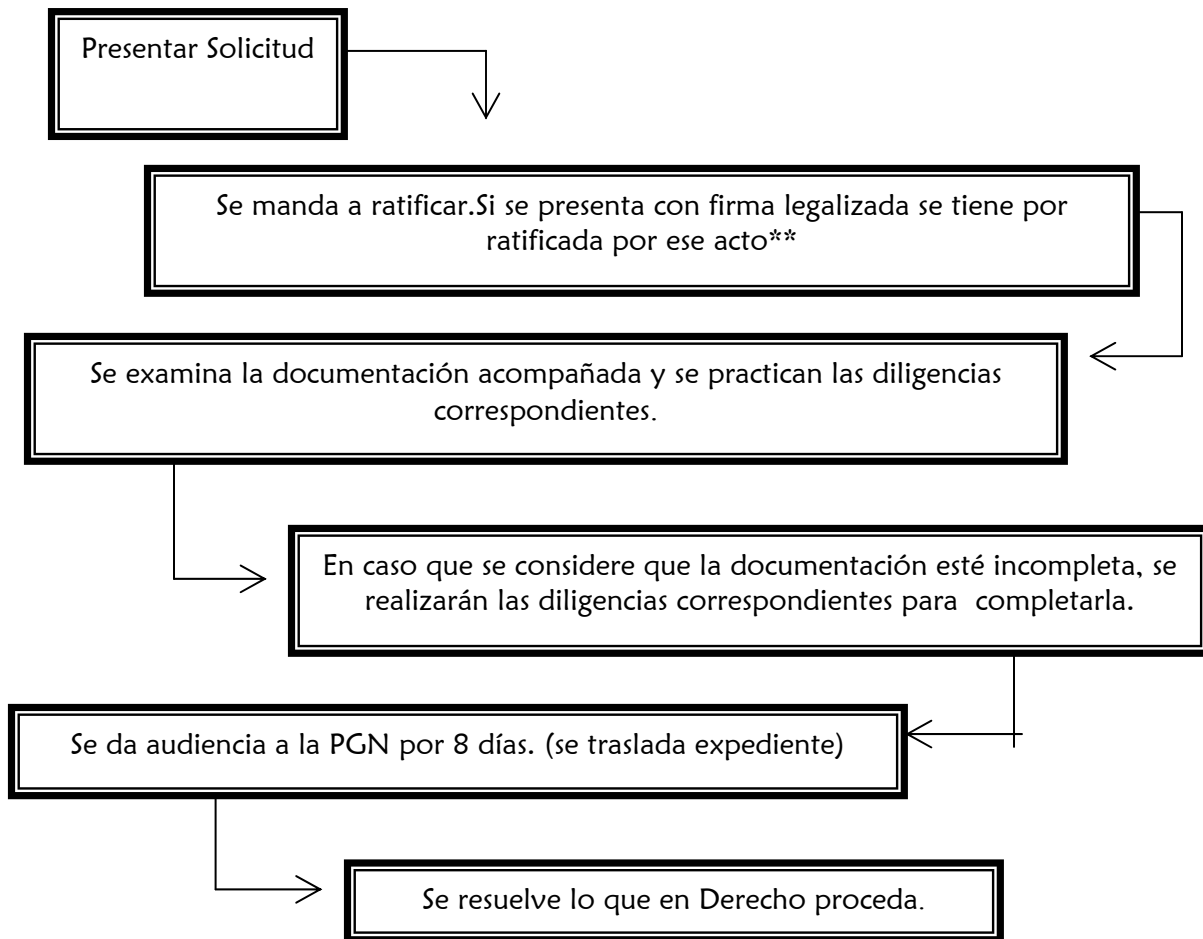 Presentar Solicitud
Se manda a ratificar.Si se presenta con firma legalizada se tiene por
ratificada por ese acto**
Se examina la documentación acompañada y se practican las diligencias
correspondientes.
En caso que se considere que la documentación esté incompleta, se
realizarán las diligencias correspondientes para completarla.
Se da audiencia a la PGN por 8 días. (se traslada expediente)
Se resuelve lo que en Derecho proceda.